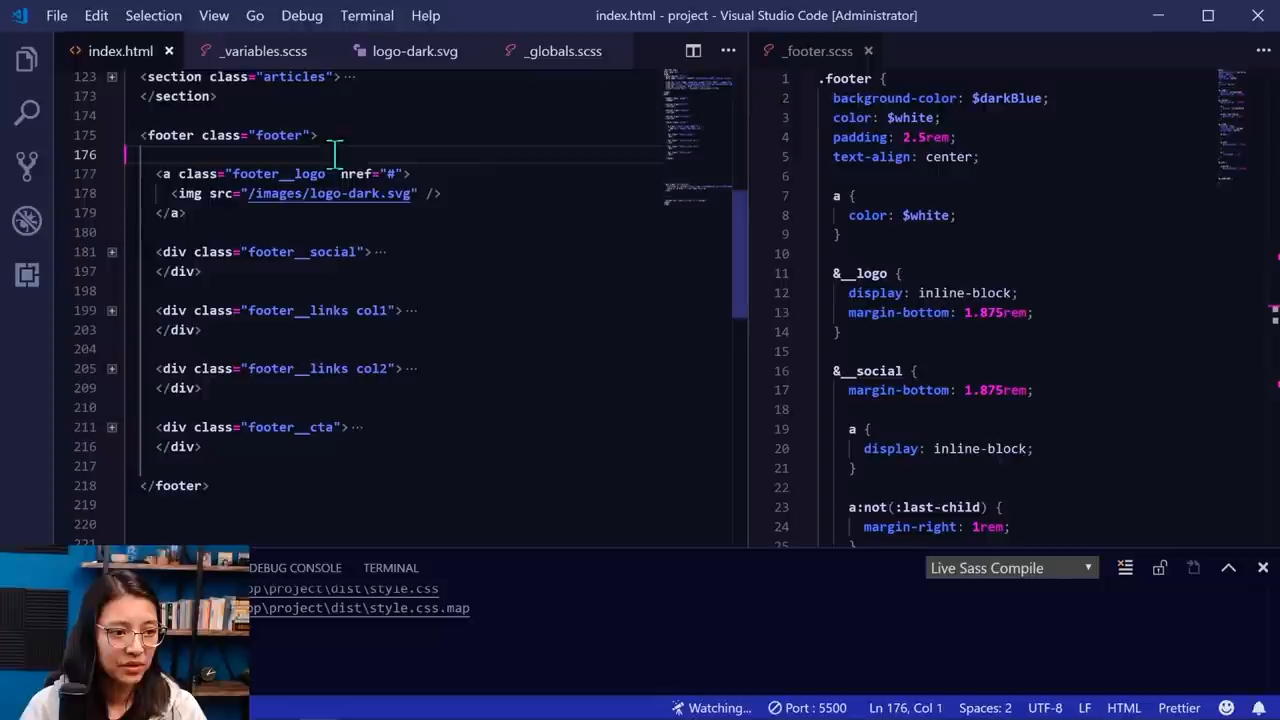 File Edit Selection View Go Debug Terminal Help
index.html - project - Visual Studio Code [Administrator]
index.html
_variables.scss
logo-dark.svg
_globals.scss
123 <section class="articles">
173 </section>
174
175 <footer class="footer">
176
177 <a class="footer__logo href="#">
178 <img src="/images/logo-dark.svg" />
179 </a>
180
181 <div class="footer__social">
197 </div>
198
199 <div class="footer__links col1">
203 </div>
204
205 <div class="footer__links col2">
209 </div>
210
211 <div class="footer__cta">
216 </div>
217
218 </footer>
219
220
221
_footer.scss
1 .footer {
2 background-color: $darkBlue;
3 color: $white;
4 padding: 2.5rem;
5 text-align: center;
6
7 a {
8 color: $white;
9 }
10
11 &__logo {
12 display: inline-block;
13 margin-bottom: 1.875rem;
14 }
15
16 &__social {
17 margin-bottom: 1.875rem;
18
19 a {
20 display: inline-block;
21 }
22
23 a:not(:last-child) {
24 margin-right: 1rem;
25 }
DEBUG CONSOLE TERMINAL
Live Sass Compile
op\project\dist\style.css
op\project\dist\style.css.map
Watching... Port : 5500 Ln 176, Col 1 Spaces: 2 UTF-8 LF HTML Prettier